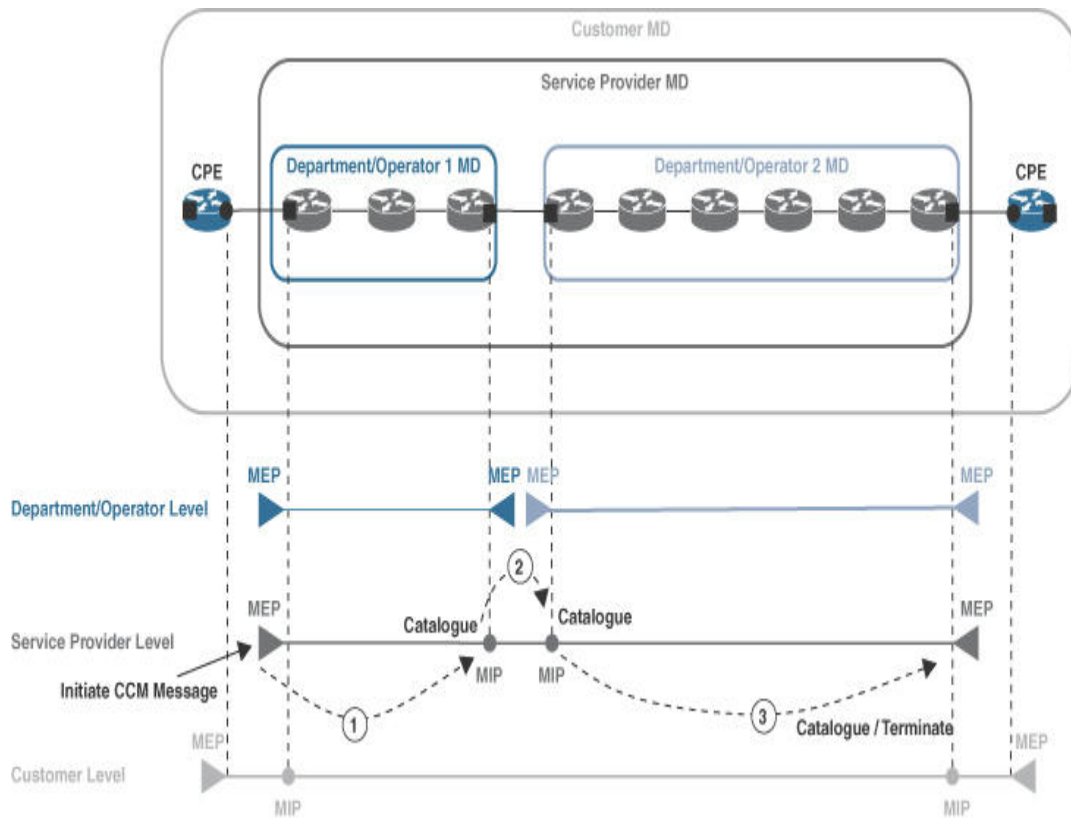 Customer MD
Service Provider MD
Department/Operator 1 MD
Department/Operator 2 MD
CPE
CPE
MEP
MEP
MEP
MEP
Department/Operator Level
2
MEP
Catalogue
Catalogue
MEP
Service Provider Level
MIP
MIP
Initiate CCM Message
1
3
Catalogue / Terminate
MEP
MEP
Customer Level
MIP
MIP